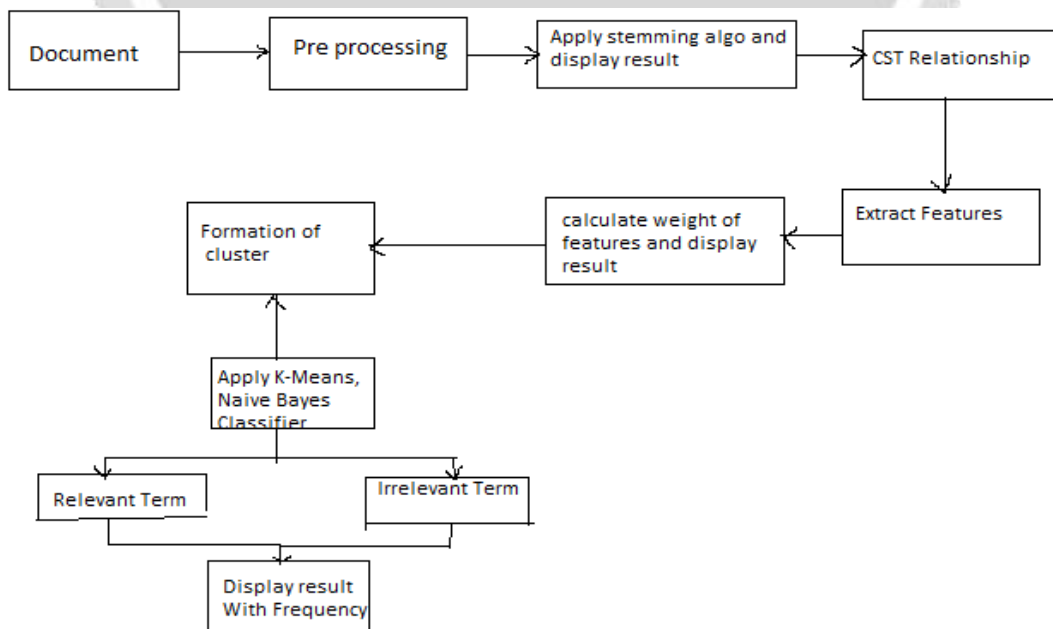 Document
Pre processing
Apply stemming algo and
display result
CST Relationship
Extract Features
calculate weight of
features and display
result
Formation of
cluster
Apply K-Means,
Naive Bayes
Classifier
Relevant Term
Irrelevant Term
Display result
With Frequency